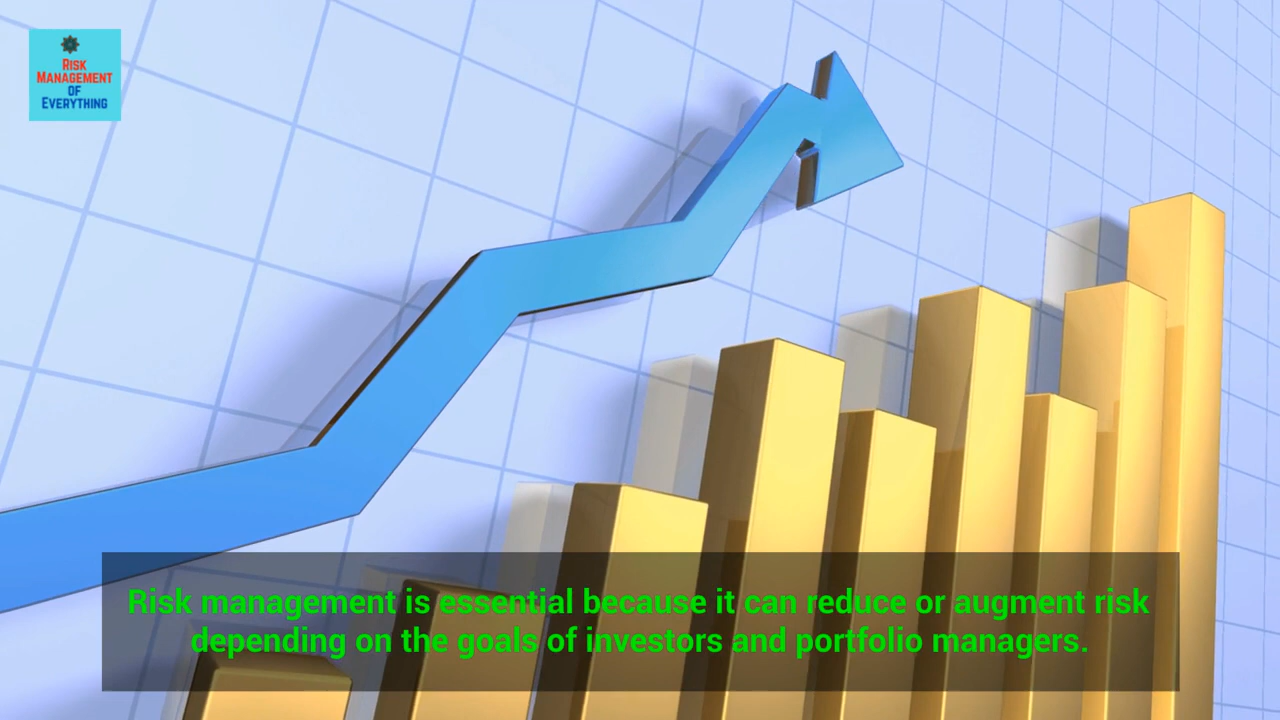 Risk
Management
of
Everything
Risk management is essential because it can reduce or augment risk
depending on the goals of investors and portfolio managers.